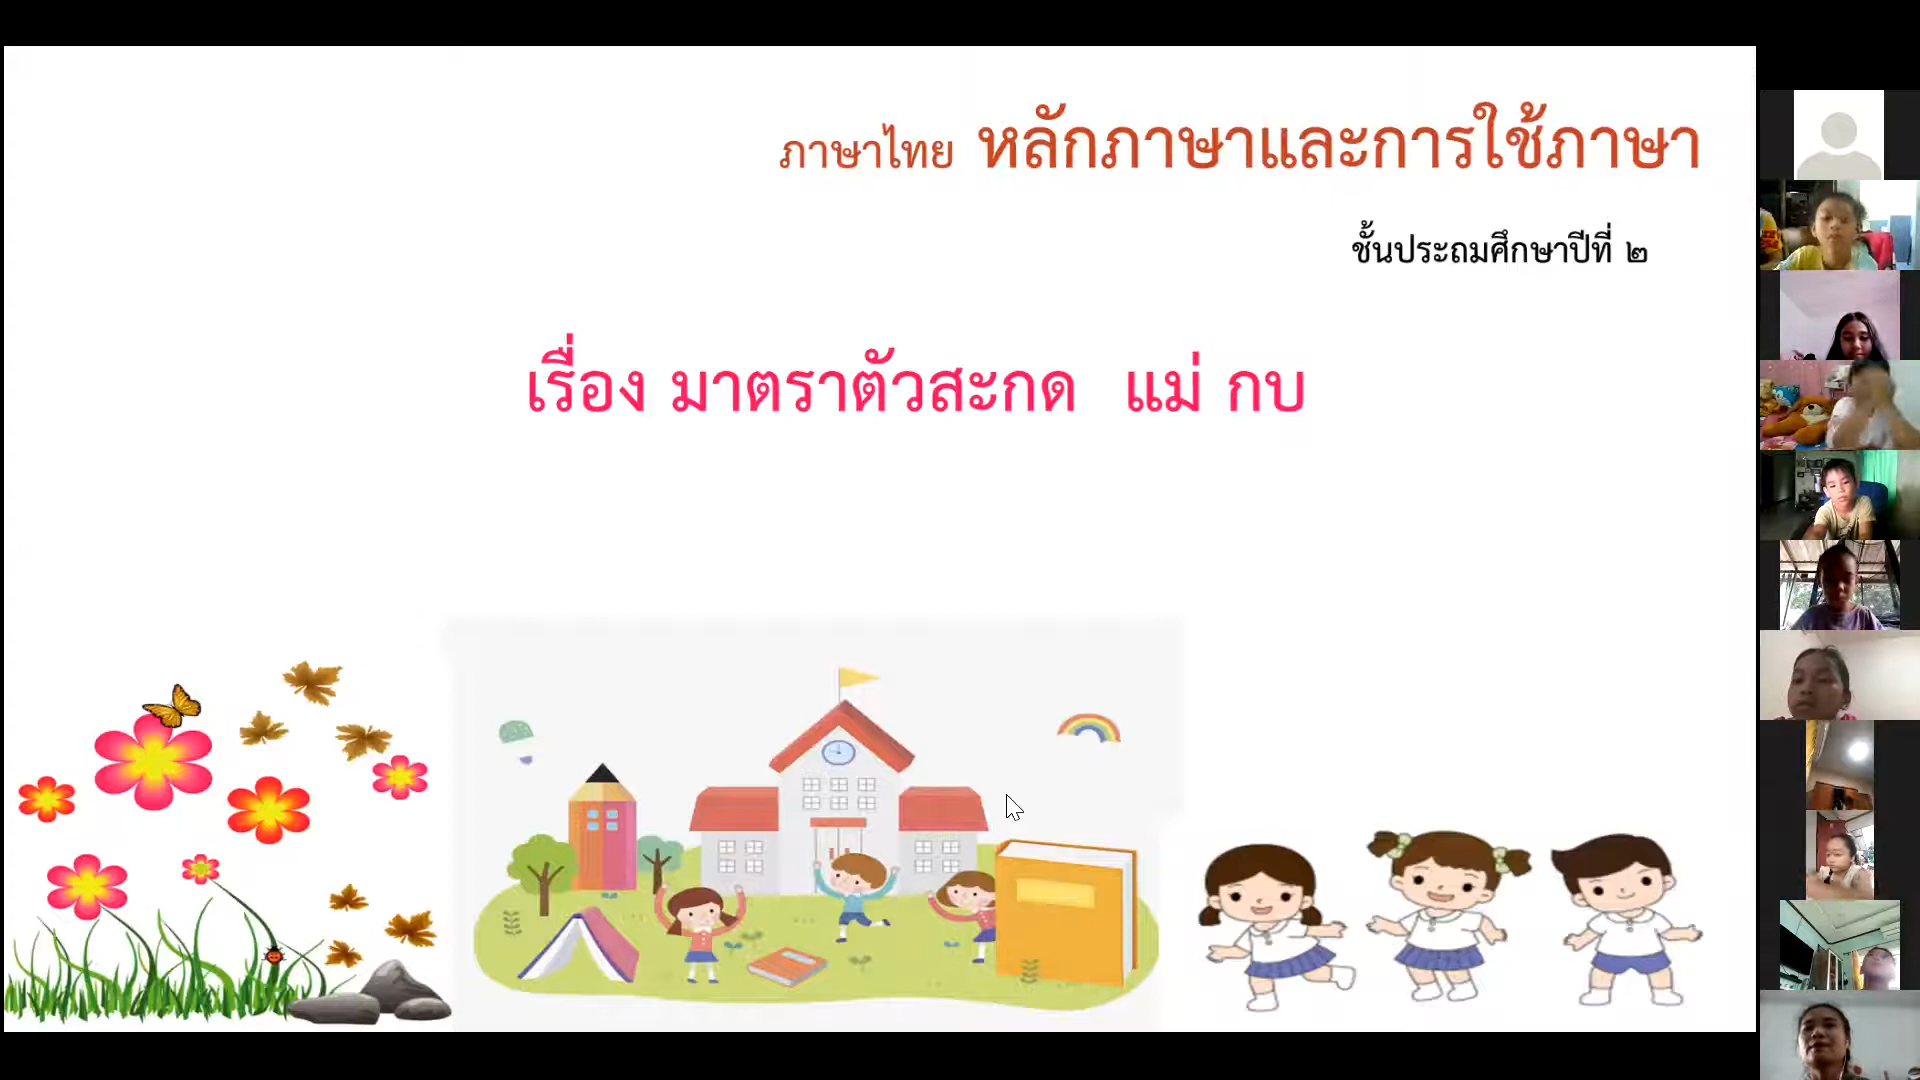 ภาษาไทย หลักภาษาและการใช้ภาษา
ชั้นประถมศึกษาปีที่ ๒
เรื่อง มาตราตัวสะกด แม่ กบ